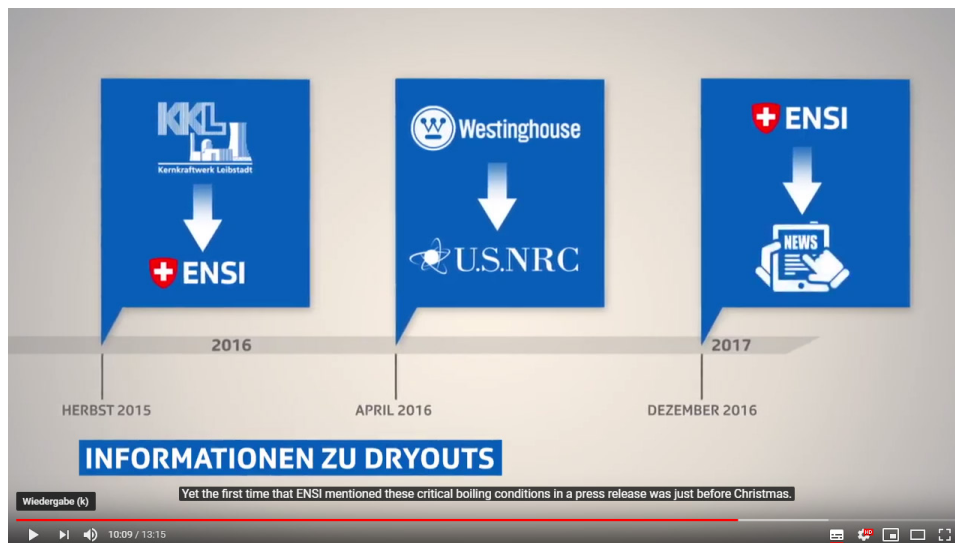 KKL
Kernkraftwerk Leibstadt
ENSI
W Westinghouse
U.S.NRC
ENSI
NEWS
2016
2017
HERBST 2015
APRIL 2016
DEZEMBER 2016
INFORMATIONEN ZU DRYOUTS
Yet the first time that ENSI mentioned these critical boiling conditions in a press release was just before Christmas.
Wiedergabe (k)
10:09 / 13:15
HD